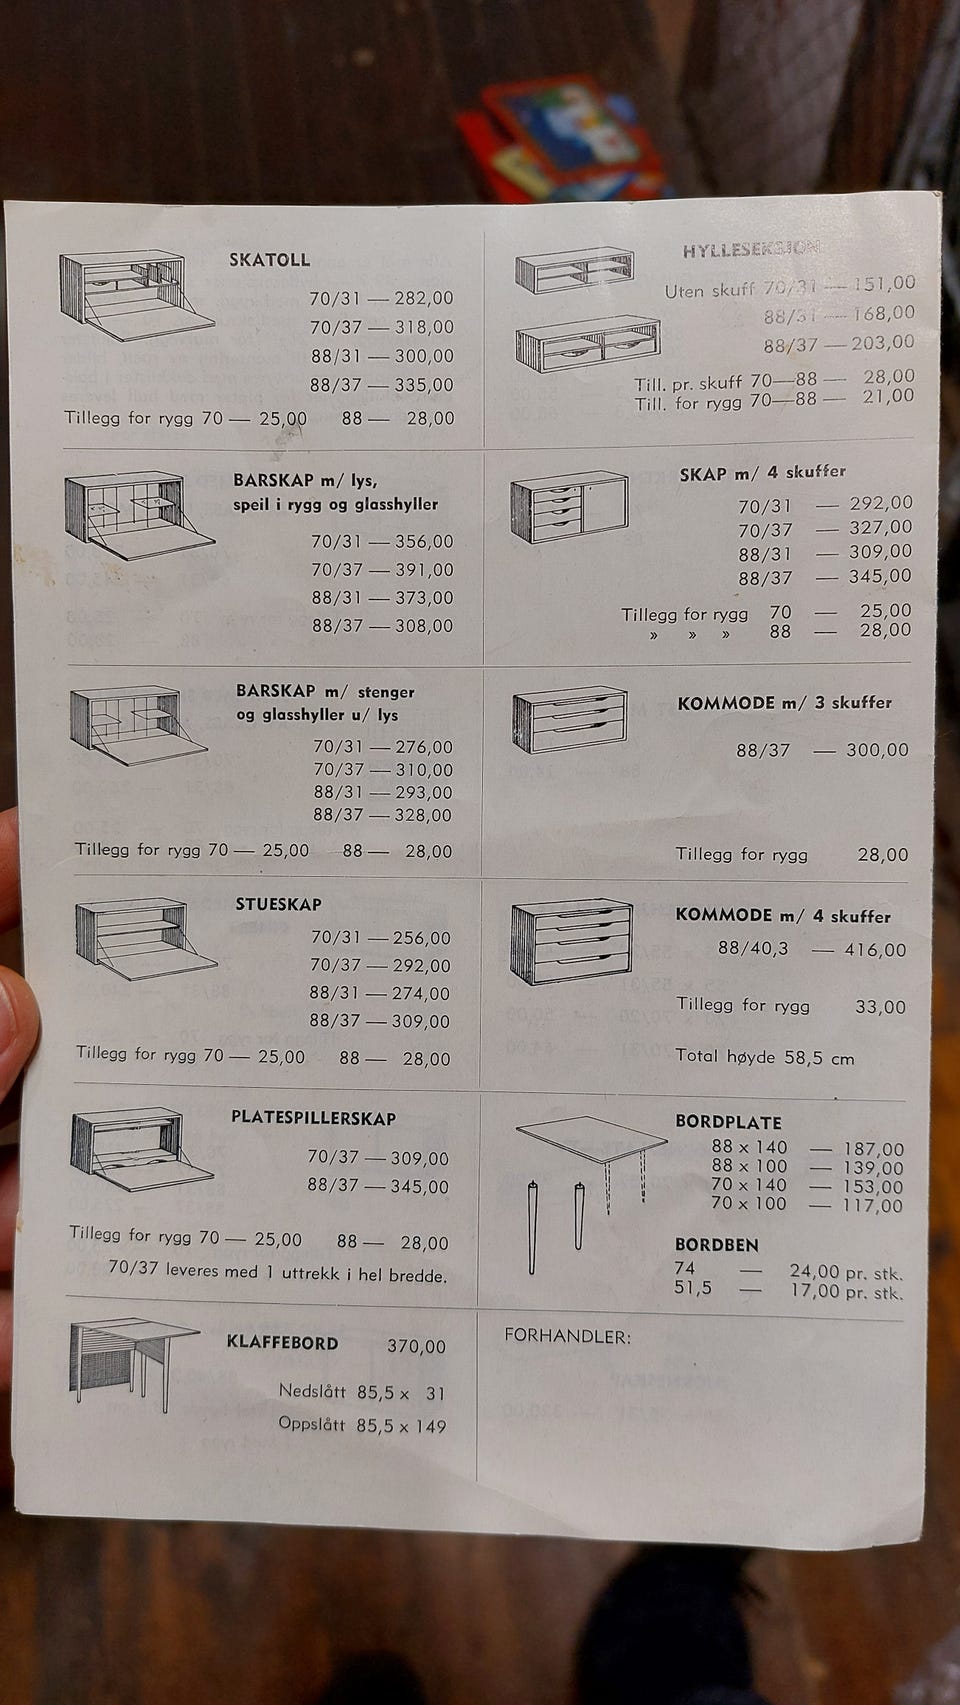 SKATOLL
70/31 — 282,00
70/37 — 318,00
88/31 — 300,00
88/37 — 335,00
Tillegg for rygg 70 — 25,00 88 — 28,00
BARSKAP m/ lys,
speil i rygg og glasshyller
70/31 — 356,00
70/37 — 391,00
88/31 — 373,00
88/37 — 308,00
BARSKAP m/ stenger
og glasshyller u/ lys
70/31 — 276,00
70/37 — 310,00
88/31 — 293,00
88/37 — 328,00
Tillegg for rygg 70 — 25,00 88 — 28,00
STUESKAP
70/31 — 256,00
70/37 — 292,00
88/31 — 274,00
88/37 — 309,00
Tillegg for rygg 70 — 25,00 88 — 28,00
PLATESPILLERSKAP
70/37 — 309,00
88/37 — 345,00
Tillegg for rygg 70 — 25,00 88 — 28,00
70/37 leveres med 1 uttrekk i hel bredde.
KLAFFEBORD 370,00
Nedslått 85,5 x 31
Oppslått 85,5 x 149
HYLLESEKSJON
Uten skuff 70/31 — 151,00
88/31 — 168,00
88/37 — 203,00
Till. pr. skuff 70—88 — 28,00
Till. for rygg 70—88 — 21,00
SKAP m/ 4 skuffer
70/31 — 292,00
70/37 — 327,00
88/31 — 309,00
88/37 — 345,00
Tillegg for rygg 70 — 25,00
» » » 88 — 28,00
KOMMODE m/ 3 skuffer
88/37 — 300,00
Tillegg for rygg 28,00
KOMMODE m/ 4 skuffer
88/40,3 — 416,00
Tillegg for rygg 33,00
Total høyde 58,5 cm
BORDPLATE
88 x 140 — 187,00
88 x 100 — 139,00
70 x 140 — 153,00
70 x 100 — 117,00
BORDBEN
74 — 24,00 pr. stk.
51,5 — 17,00 pr. stk.
FORHANDLER: